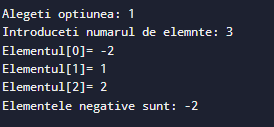 Alegeti optiunea: 1
Introduceti numarul de elemnte: 3
Elementul[0]= -2
Elementul[1]= 1
Elementul[2]= 2
Elementele negative sunt: -2